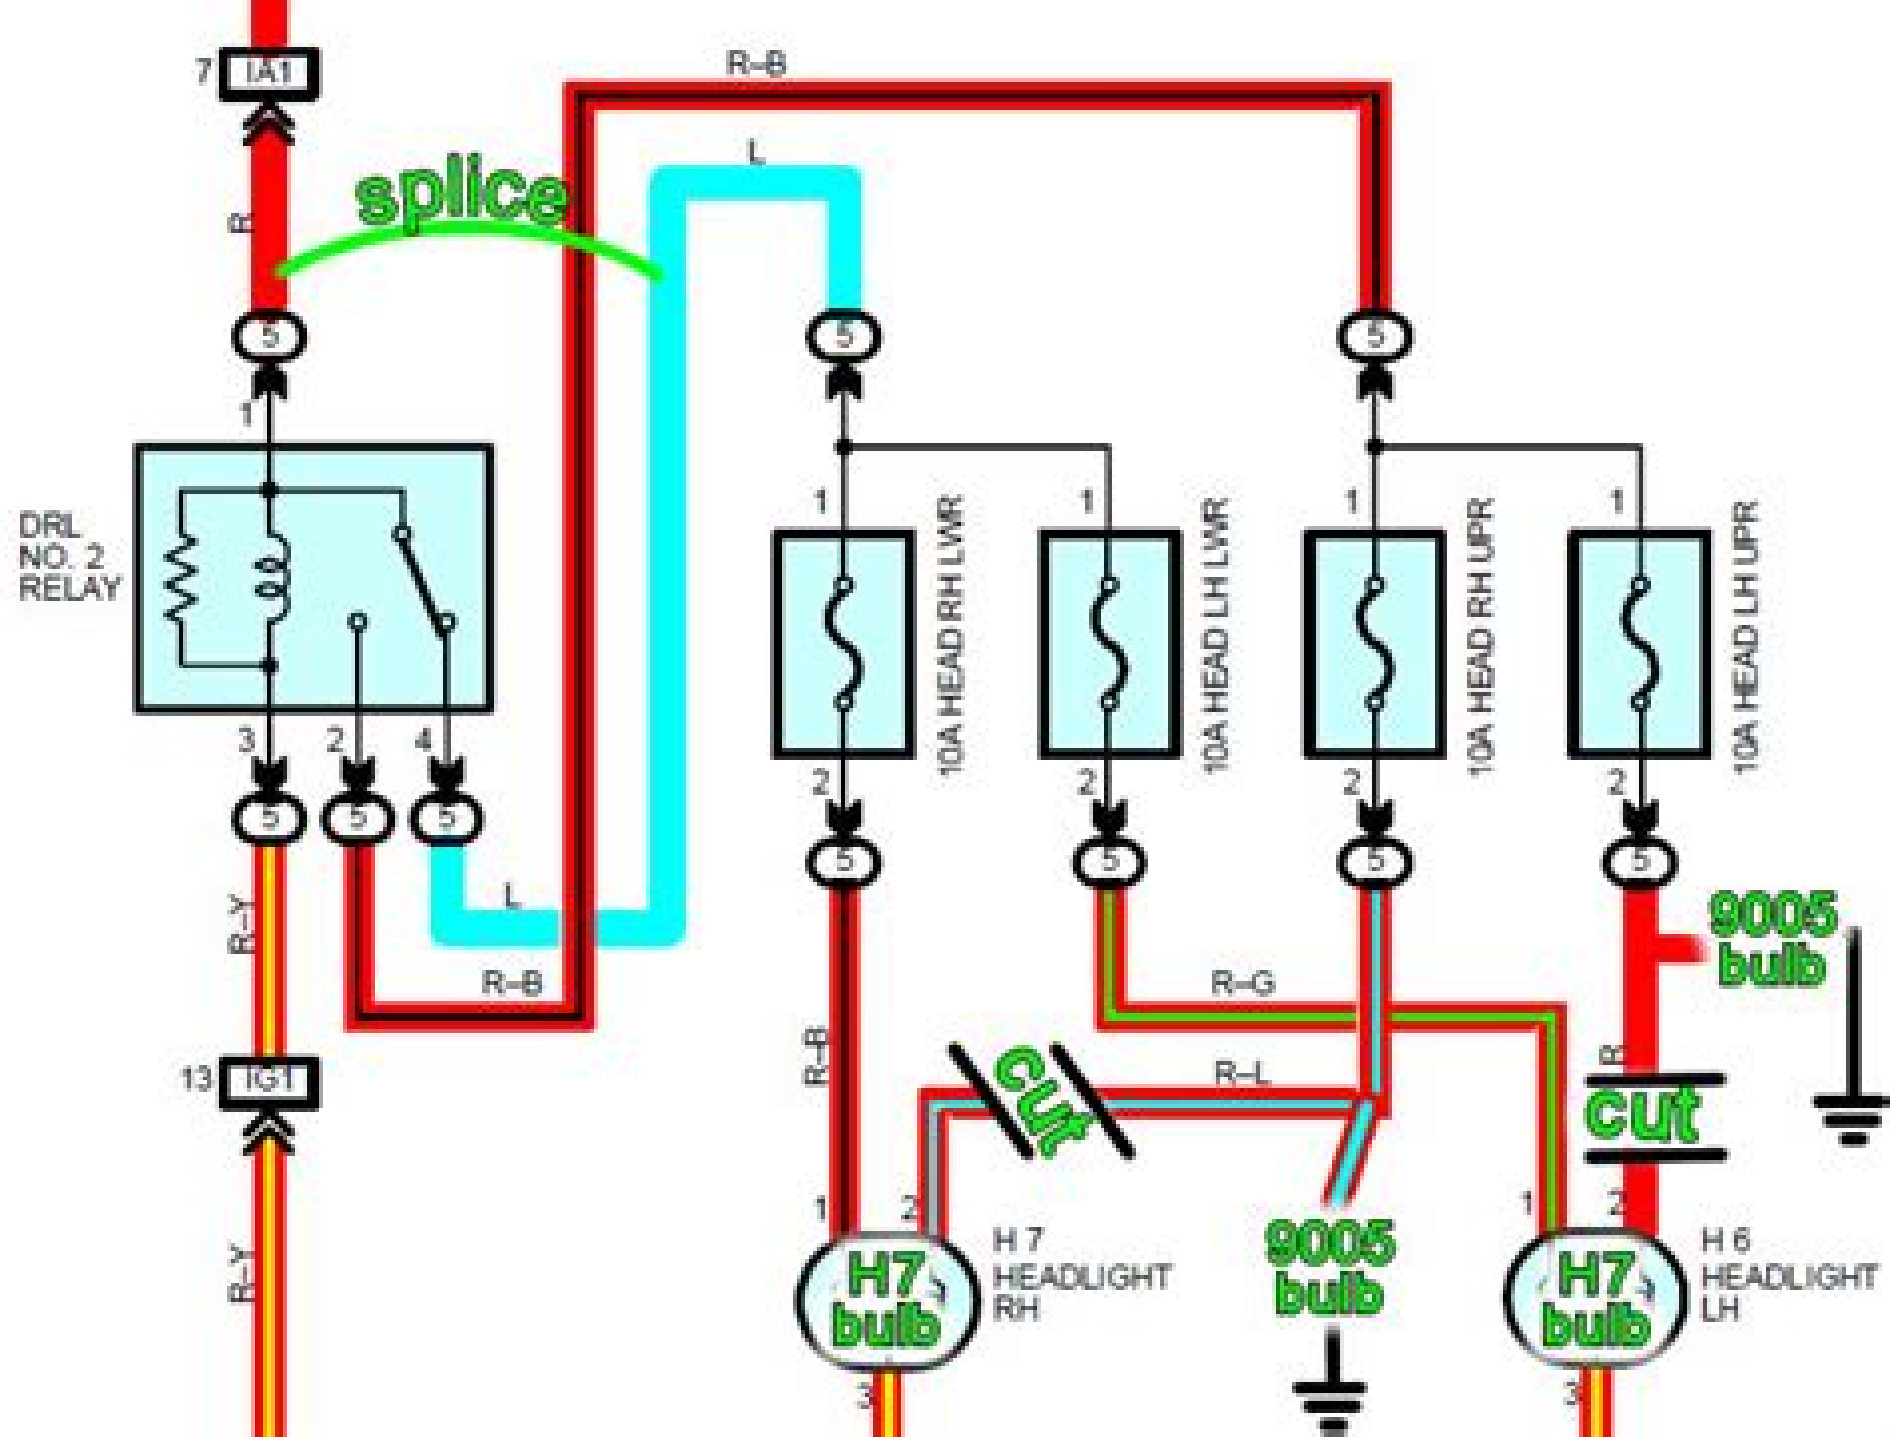 R-B
7 IA1
L
splice
R
5 5 5
1
1 1 1 1
DRL
NO. 2
RELAY
10A HEAD RH LWR
10A HEAD LH LWR
10A HEAD RH UPR
10A HEAD LH UPR
3 2 4
2 2 2 2
5 5 5
5 5 5 5
L
R-Y
R-B
R-G
9005
bulb
R-B
R-L
R
cut
cut
13 IG1
1 2
1 2
R-Y
H7
bulb
H 7
HEADLIGHT
RH
9005
bulb
H7
bulb
H 6
HEADLIGHT
LH
3
3